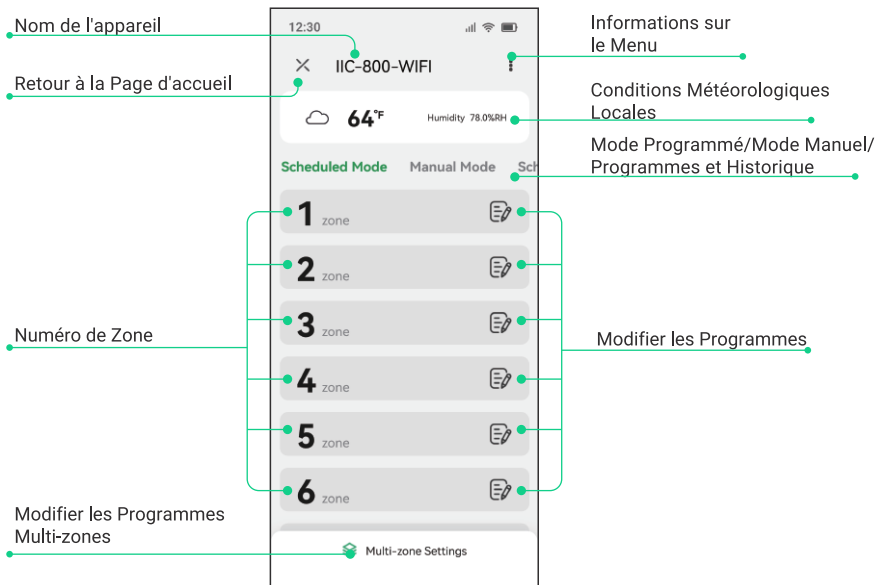 Nom de l'appareil
Retour à la Page d'accueil
Numéro de Zone
Modifier les Programmes
Multi-zones
12:30
IIC-800-WIFI
64°F
Humidity 78.0%RH
Scheduled Mode Manual Mode Sch
1 zone
2 zone
3 zone
4 zone
5 zone
6 zone
Multi-zone Settings
Informations sur
le Menu
Conditions Météorologiques
Locales
Mode Programmé/Mode Manuel/
Programmes et Historique
Modifier les Programmes